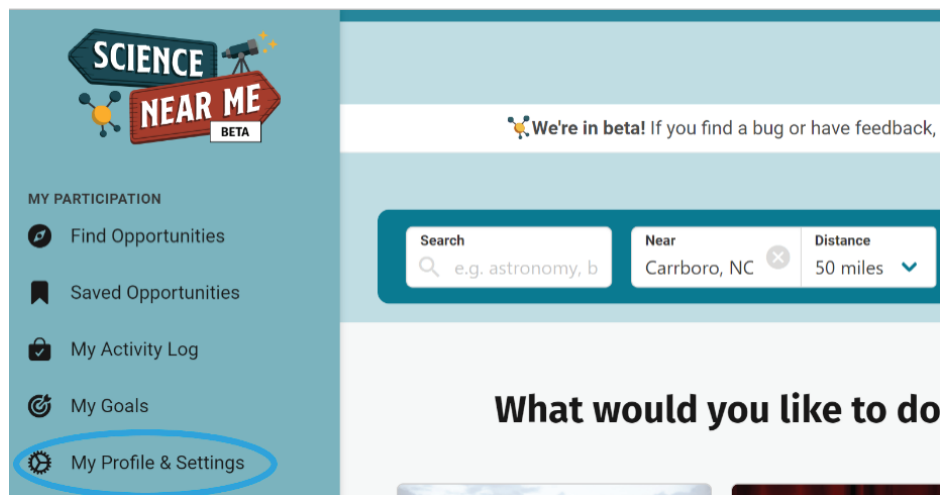 SCIENCE
NEAR ME
BETA
We're in beta! If you find a bug or have feedback,
MY PARTICIPATION
Find Opportunities
Saved Opportunities
My Activity Log
My Goals
My Profile & Settings
Search
e.g. astronomy, b
Near
Carrboro, NC
Distance
50 miles
What would you like to do